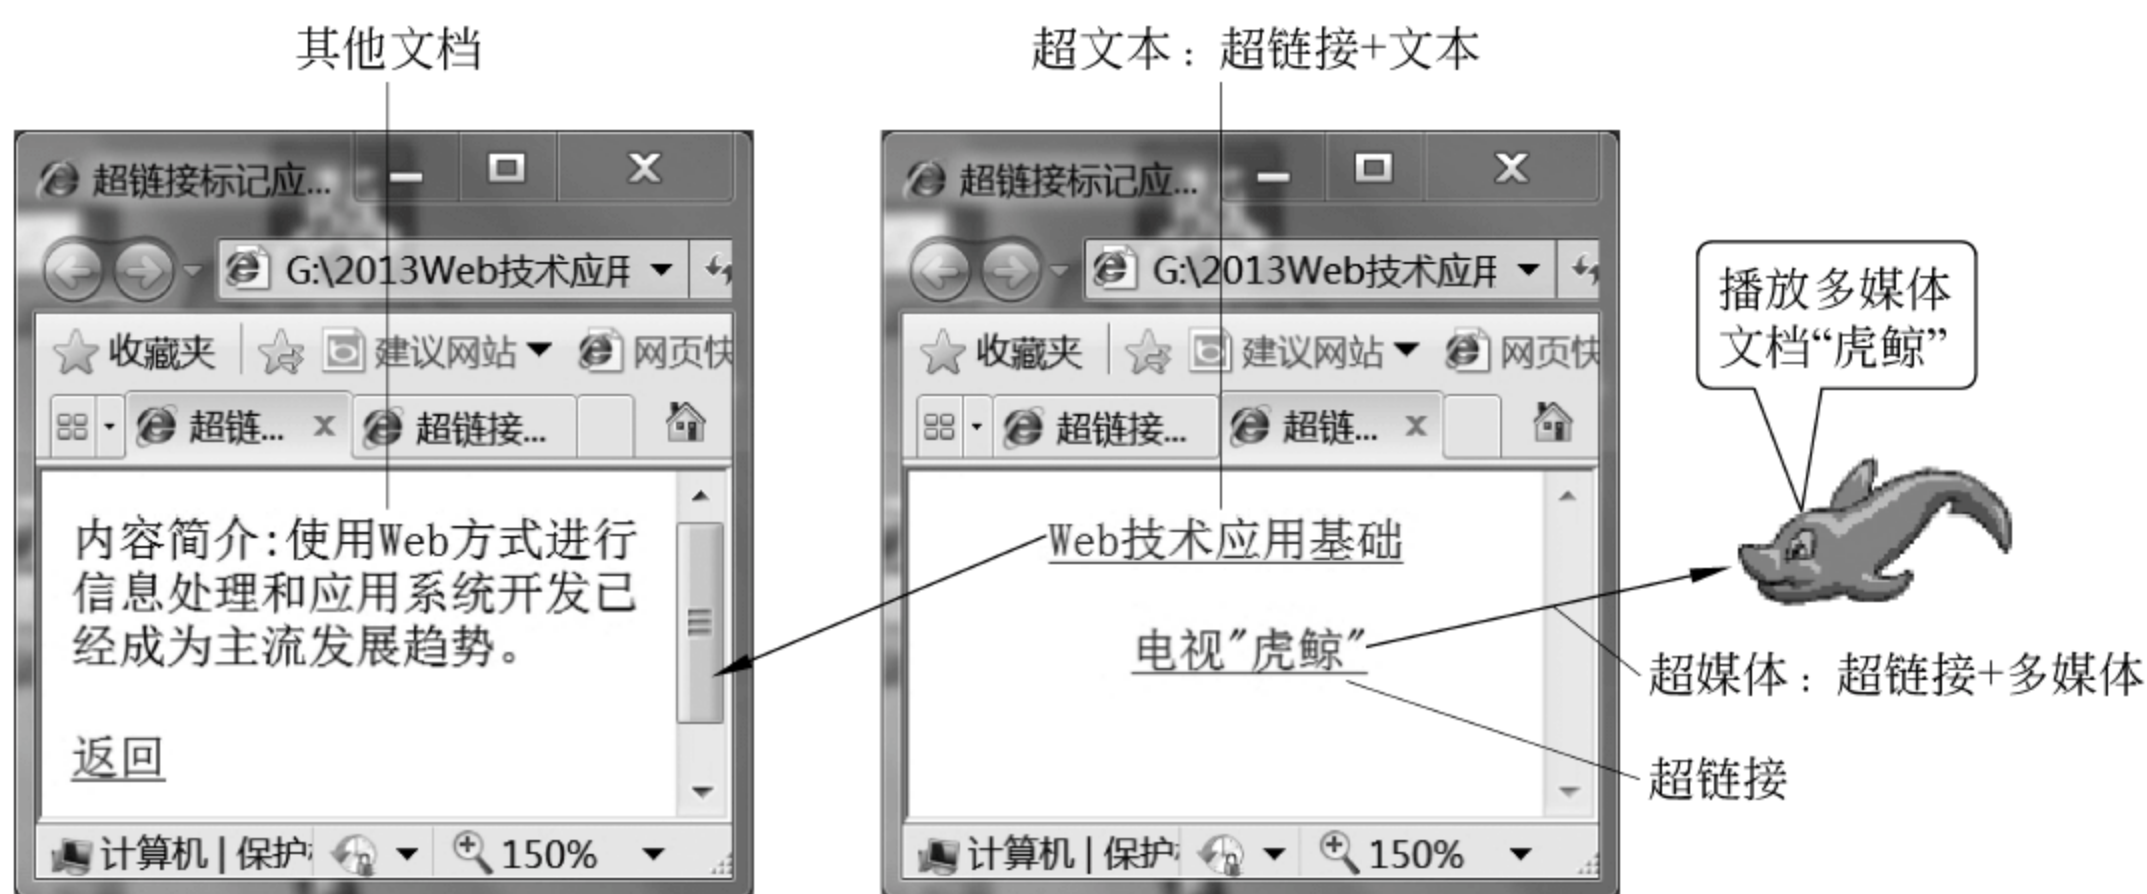 其他文档
超文本：超链接+文本
超链接标记应...
G:\2013Web技术应用
收藏夹 建议网站 网页快
超链... 超链接...
内容简介:使用Web方式进行
信息处理和应用系统开发已
经成为主流发展趋势。
返回
计算机 | 保护 150%
超链接标记应...
G:\2013Web技术应用
收藏夹 建议网站 网页快
超链接... 超链...
Web技术应用基础
电视"虎鲸"
计算机 | 保护 150%
播放多媒体
文档“虎鲸”
超媒体：超链接+多媒体
超链接